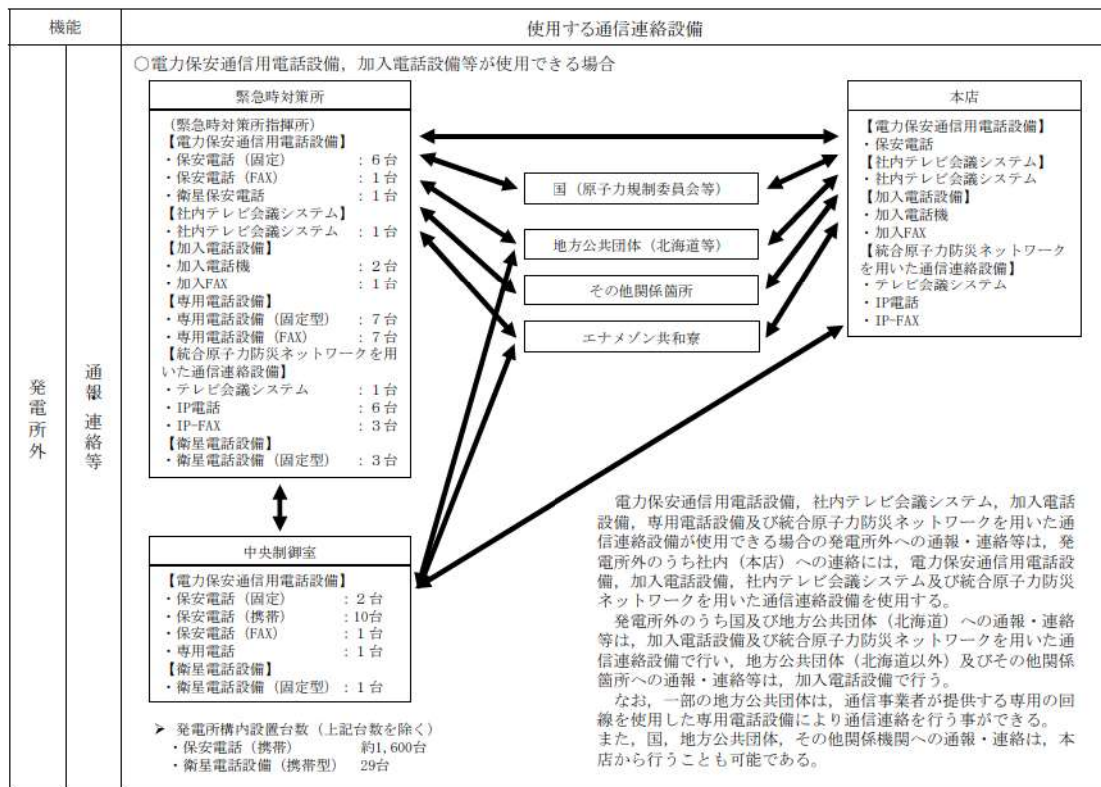 機能
使用する通信連絡設備
発電所外
通報・連絡等
○電力保安通信用電話設備，加入電話設備等が使用できる場合
緊急時対策所
(緊急時対策所指揮所)
【電力保安通信用電話設備】
・保安電話（固定） ：6台
・保安電話（FAX） ：1台
・衛星保安電話 ：1台
【社内テレビ会議システム】
・社内テレビ会議システム ：1台
【加入電話設備】
・加入電話機 ：2台
・加入FAX ：1台
【専用電話設備】
・専用電話設備（固定型） ：7台
・専用電話設備（FAX） ：7台
【統合原子力防災ネットワークを用
いた通信連絡設備】
・テレビ会議システム ：1台
・IP電話 ：6台
・IP-FAX ：3台
【衛星電話設備】
・衛星電話設備（固定型） ：3台
国（原子力規制委員会等）
地方公共団体（北海道等）
その他関係箇所
エナメゾン共和寮
本店
【電力保安通信用電話設備】
・保安電話
【社内テレビ会議システム】
・社内テレビ会議システム
【加入電話設備】
・加入電話機
・加入FAX
【統合原子力防災ネットワーク
を用いた通信連絡設備】
・テレビ会議システム
・IP電話
・IP-FAX
中央制御室
【電力保安通信用電話設備】
・保安電話（固定） ：2台
・保安電話（携帯） ：10台
・保安電話（FAX） ：1台
・専用電話 ：1台
【衛星電話設備】
・衛星電話設備（固定型） ：1台
➤ 発電所構内設置台数（上記台数を除く）
・保安電話（携帯） 約1,600台
・衛星電話設備（携帯型） 29台
電力保安通信用電話設備，社内テレビ会議システム，加入電話
設備，専用電話設備及び統合原子力防災ネットワークを用いた通
信連絡設備が使用できる場合の発電所外への通報・連絡等は，発
電所外のうち社内（本店）への連絡には，電力保安通信用電話設
備，加入電話設備，社内テレビ会議システム及び統合原子力防災
ネットワークを用いた通信連絡設備を使用する。
発電所外のうち国及び地方公共団体（北海道）への通報・連絡
等は，加入電話設備及び統合原子力防災ネットワークを用いた通
信連絡設備で行い，地方公共団体（北海道以外）及びその他関係
箇所への通報・連絡等は，加入電話設備で行う。
なお，一部の地方公共団体は，通信事業者が提供する専用の回
線を使用した専用電話設備により通信連絡を行う事ができる。
また，国，地方公共団体，その他関係機関への通報・連絡は，本
店から行うことも可能である。